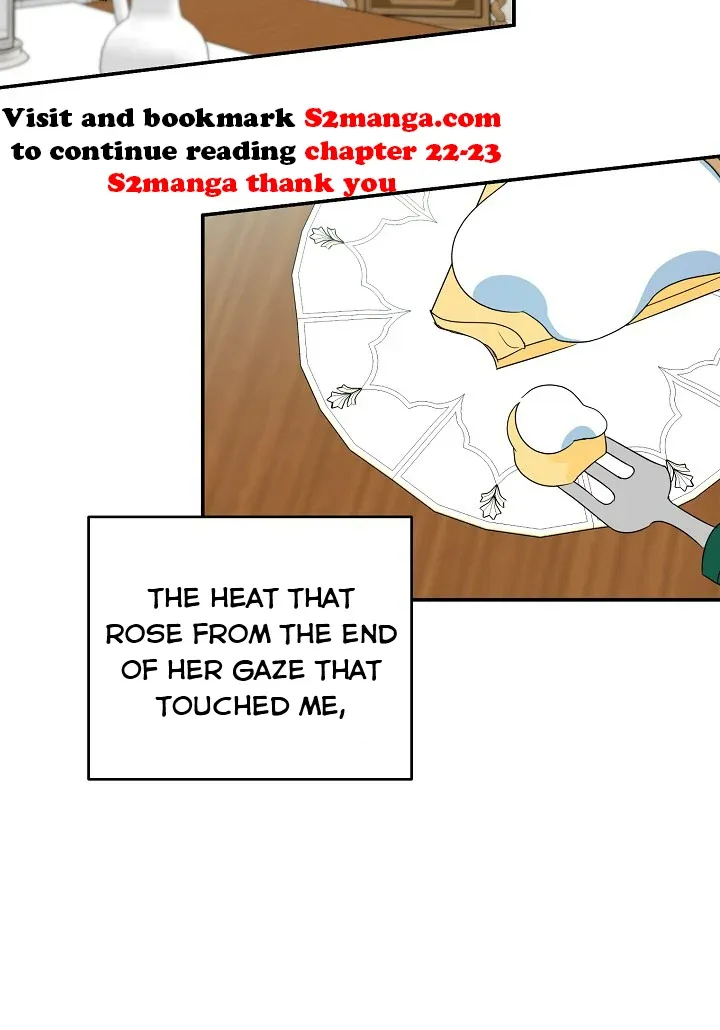 Visit and bookmark S2manga.com
to continue reading chapter 22-23
S2manga thank you
THE HEAT THAT
ROSE FROM THE END
OF HER GAZE THAT
TOUCHED ME,